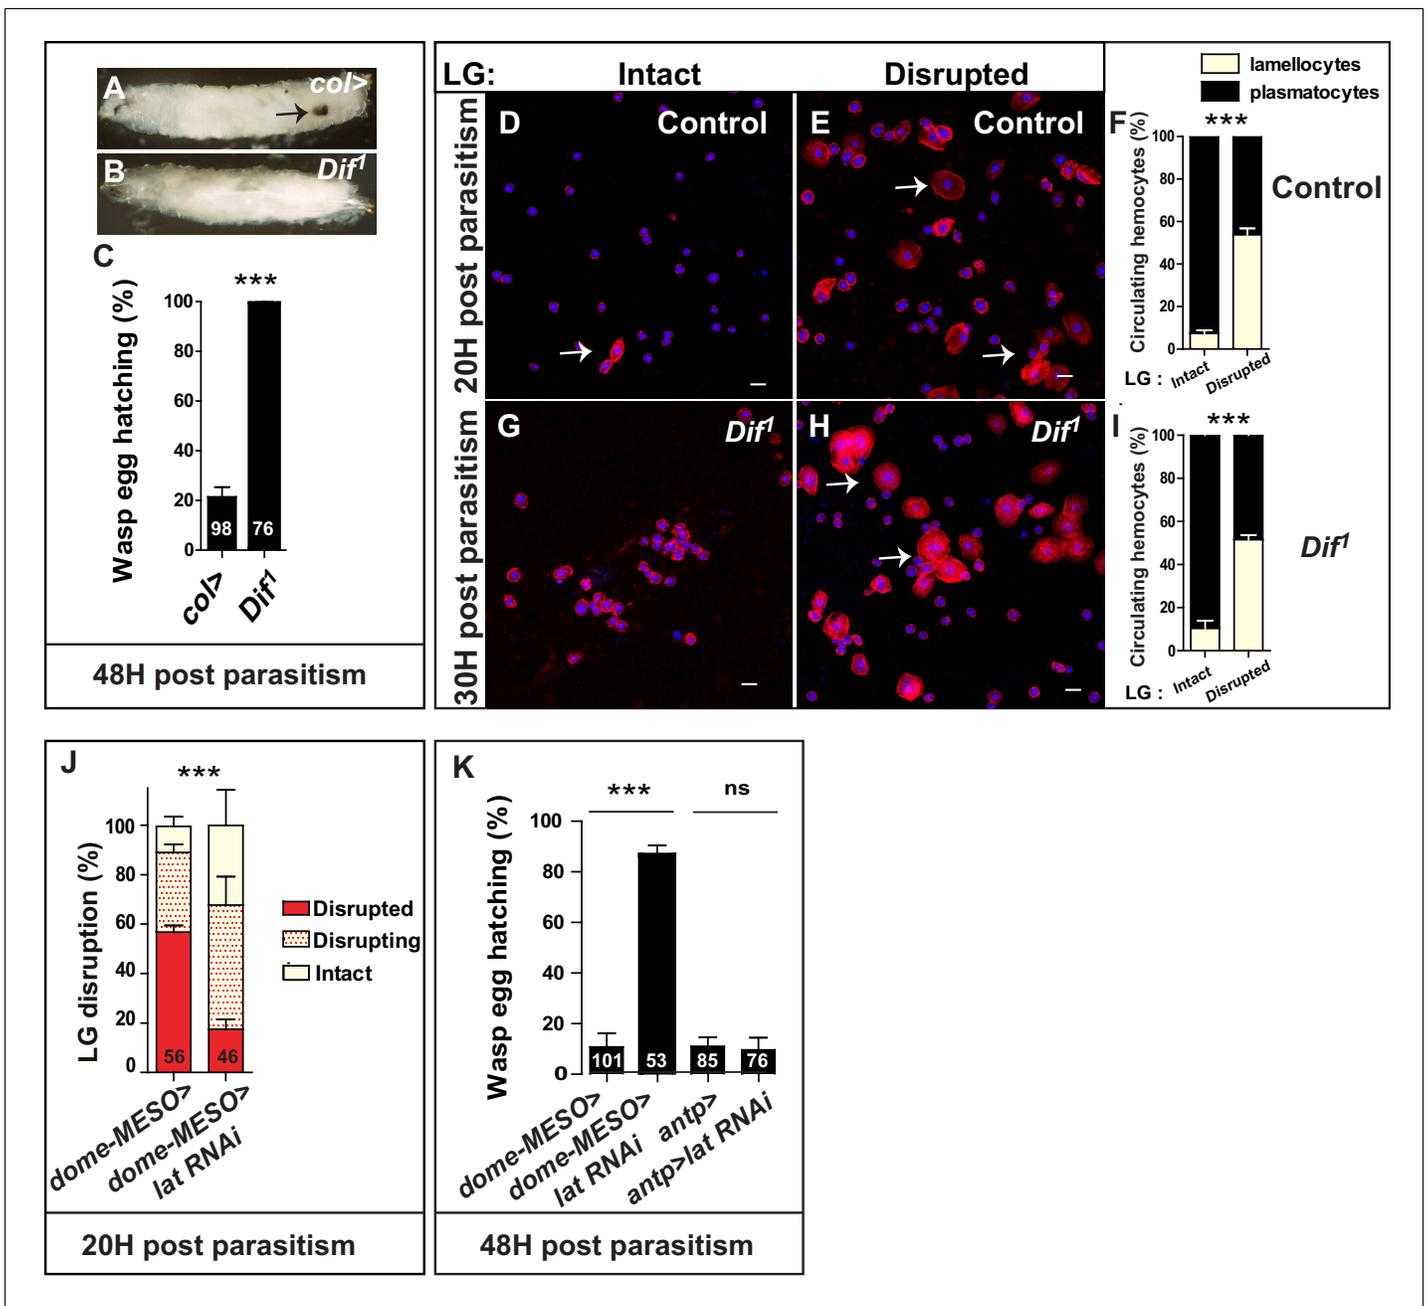 A
col>
B
Dif1
C
***
Wasp egg hatching (%)
100
80
60
40
20
0
98
76
col>
Dif1
48H post parasitism
LG:
Intact
Disrupted
20H post parasitism
D
Control
E
Control
30H post parasitism
G
Dif1
H
Dif1
lamellocytes
plasmatocytes
F
***
Circulating hemocytes (%)
100
80
60
40
20
0
LG :
Intact
Disrupted
Control
I
***
Circulating hemocytes (%)
100
80
60
40
20
0
LG :
Intact
Disrupted
Dif1
J
***
LG disruption (%)
100
80
60
40
20
0
56
46
Disrupted
Disrupting
Intact
dome-MESO>
dome-MESO>
lat RNAi
20H post parasitism
K
***
ns
Wasp egg hatching (%)
100
80
60
40
20
0
101
53
85
76
dome-MESO>
dome-MESO>
lat RNAi
antp>
antp>lat RNAi
48H post parasitism